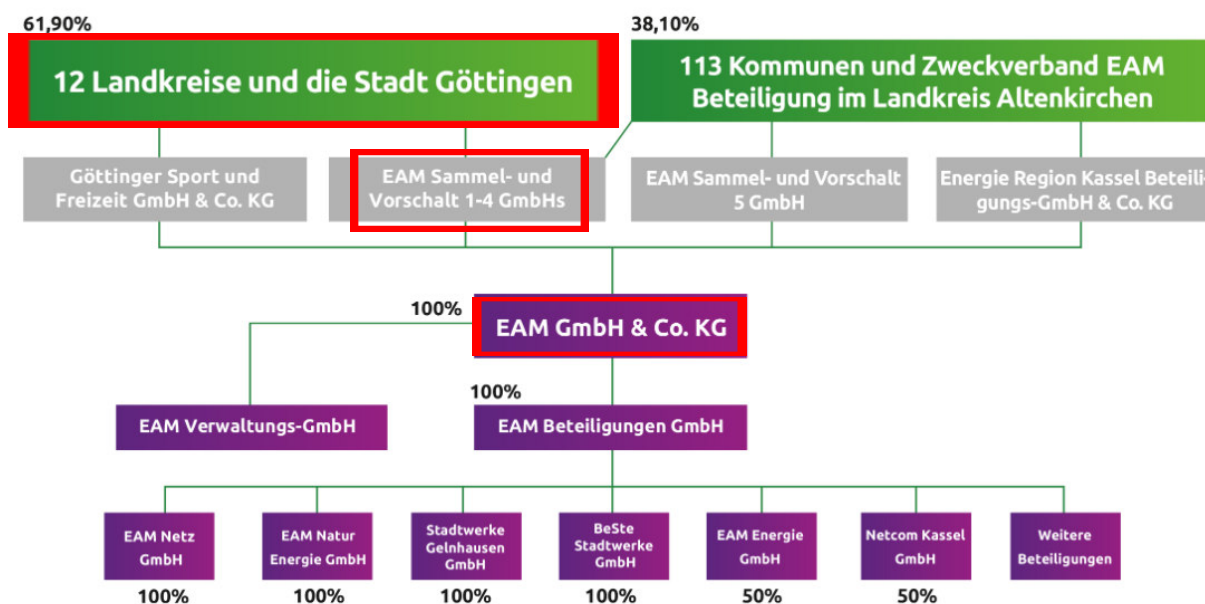 61,90%
38,10%
12 Landkreise und die Stadt Göttingen
113 Kommunen und Zweckverband EAM
Beteiligung im Landkreis Altenkirchen
Göttinger Sport und
Freizeit GmbH & Co. KG
EAM Sammel- und
Vorschalt 1-4 GmbHs
EAM Sammel- und Vorschalt
5 GmbH
Energie Region Kassel Beteili-
gungs-GmbH & Co. KG
100%
EAM GmbH & Co. KG
100%
EAM Verwaltungs-GmbH
EAM Beteiligungen GmbH
EAM Netz
GmbH
EAM Natur
Energie GmbH
Stadtwerke
Gelnhausen
GmbH
BeSte
Stadtwerke
GmbH
EAM Energie
GmbH
Netcom Kassel
GmbH
Weitere
Beteiligungen
100%
100%
100%
100%
50%
50%